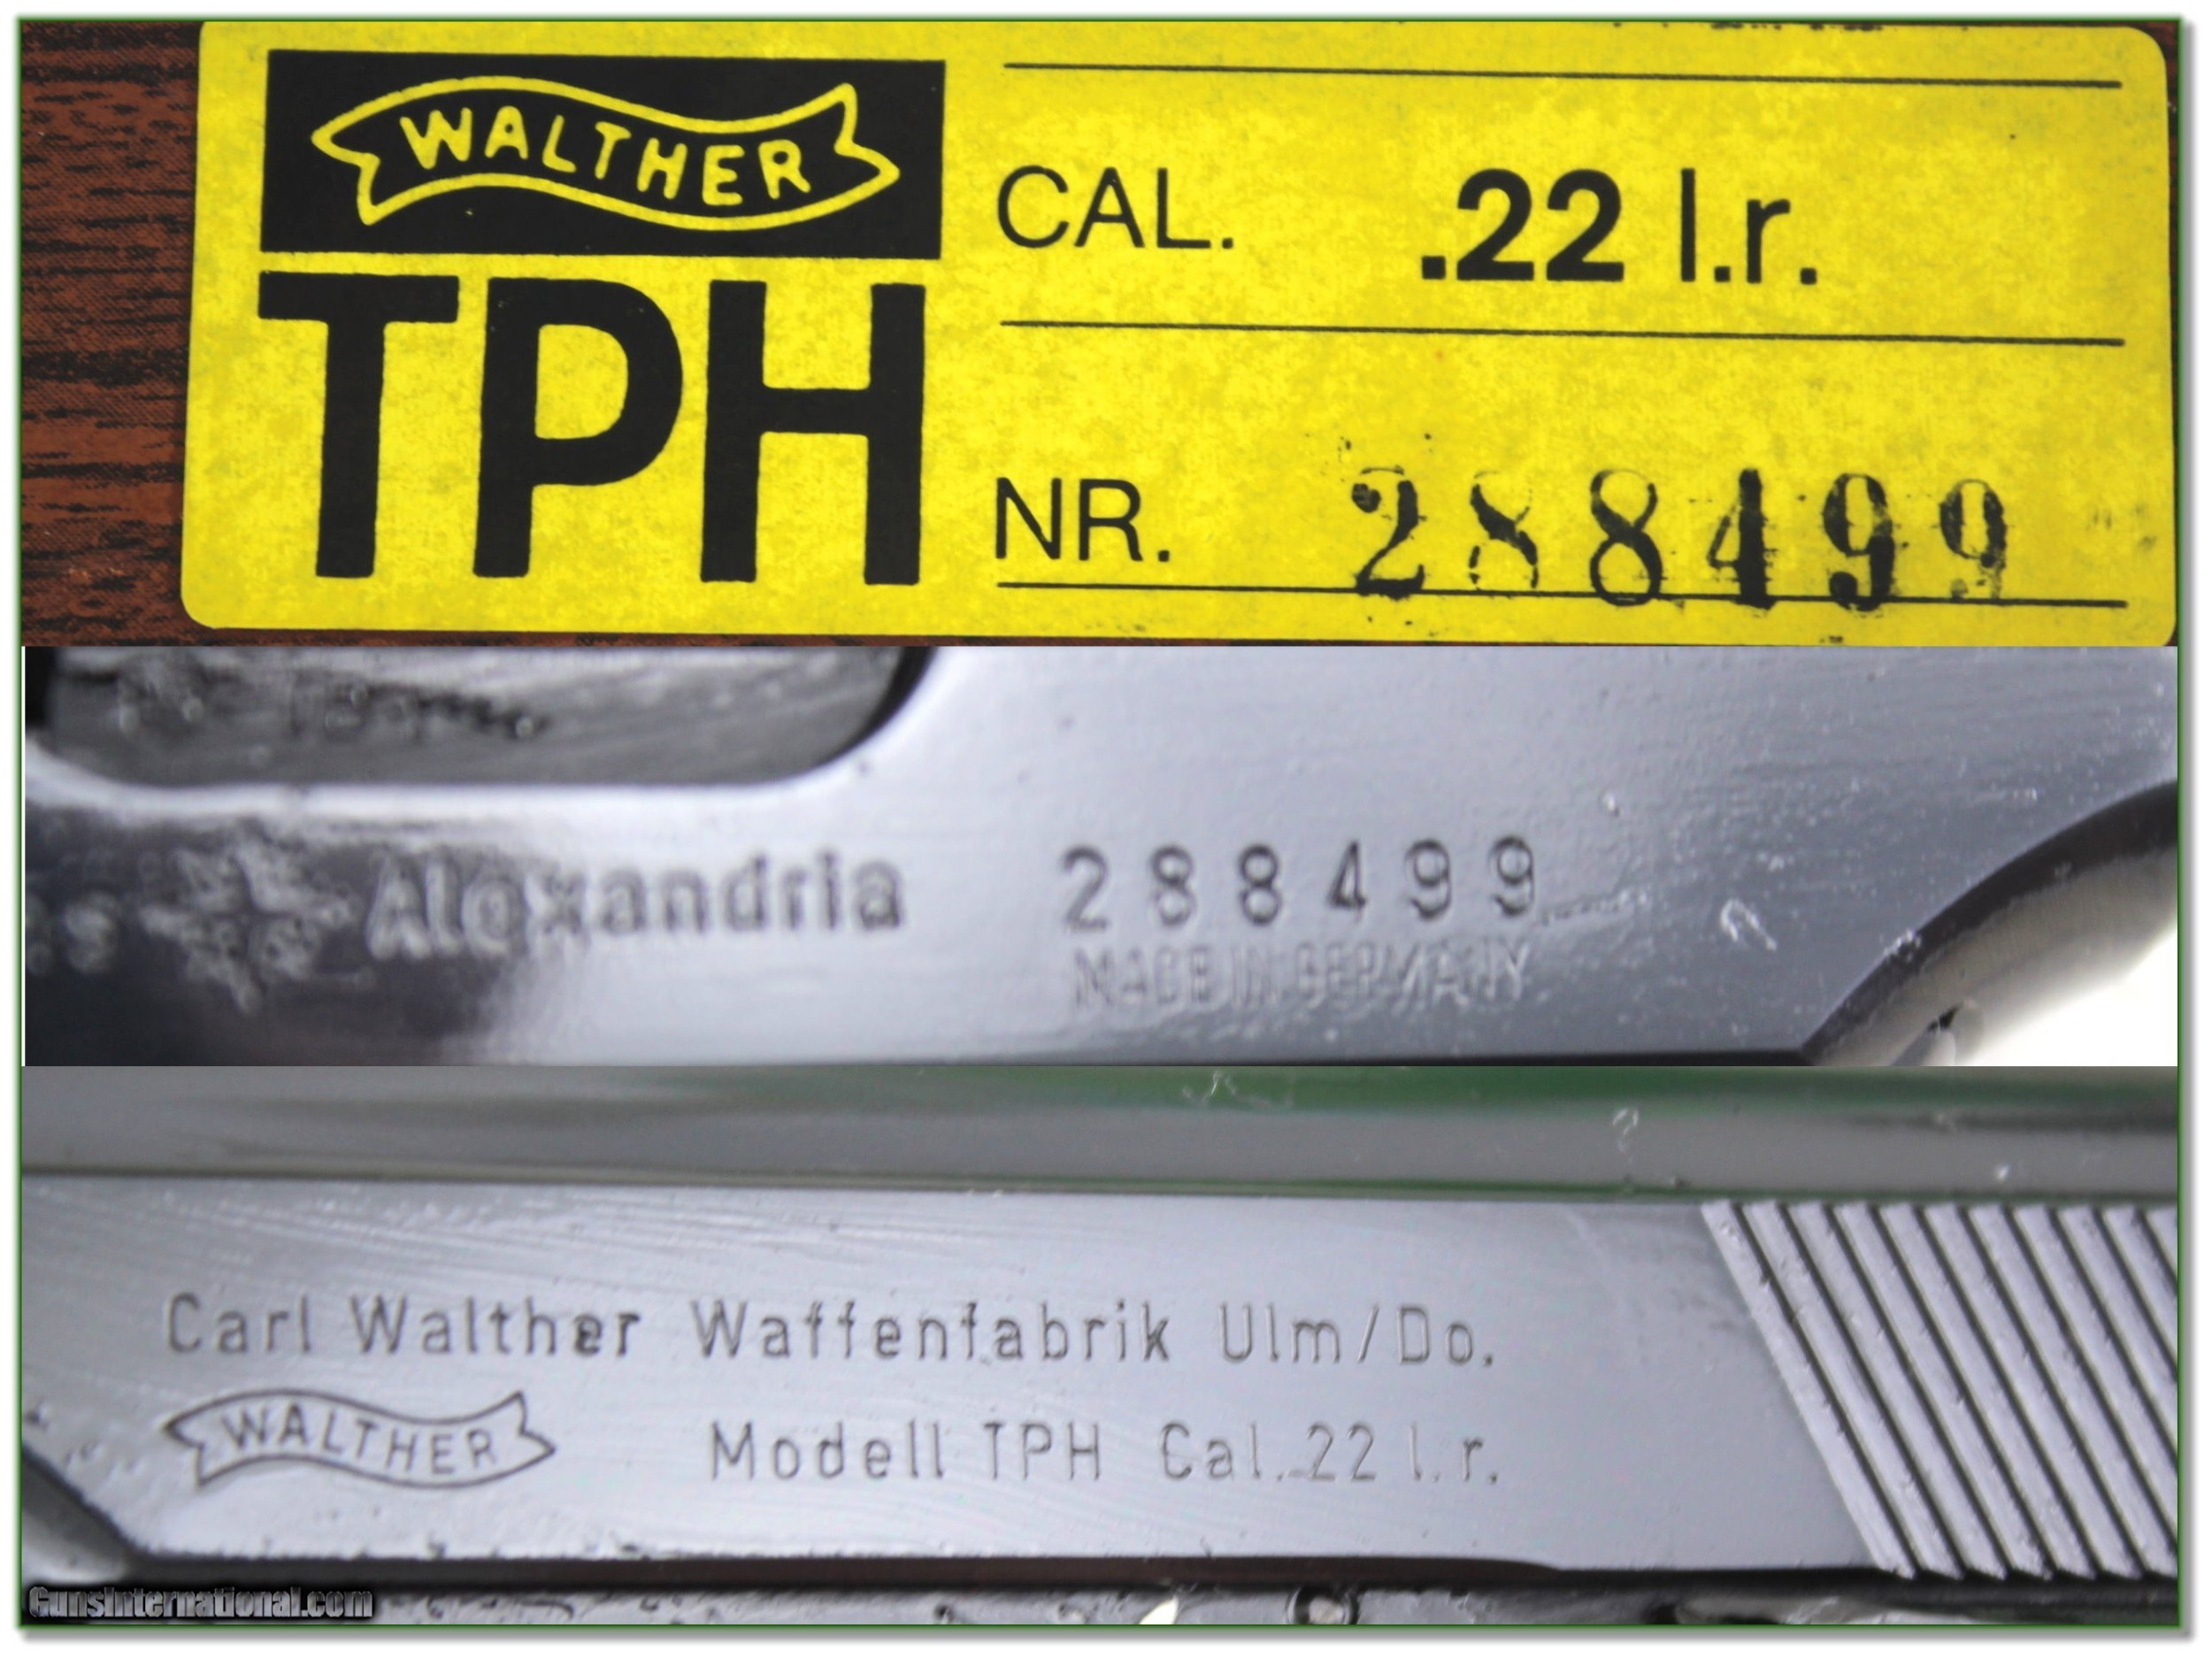 WALTHER
TPH
CAL. .22 l.r.
NR. 288499
Alexandria 288499
MADE IN GERMANY
Carl Walther Waffenfabrik Ulm/Do.
WALTHER Modell TPH Cal. .22 l.r.
GunsInternational.com